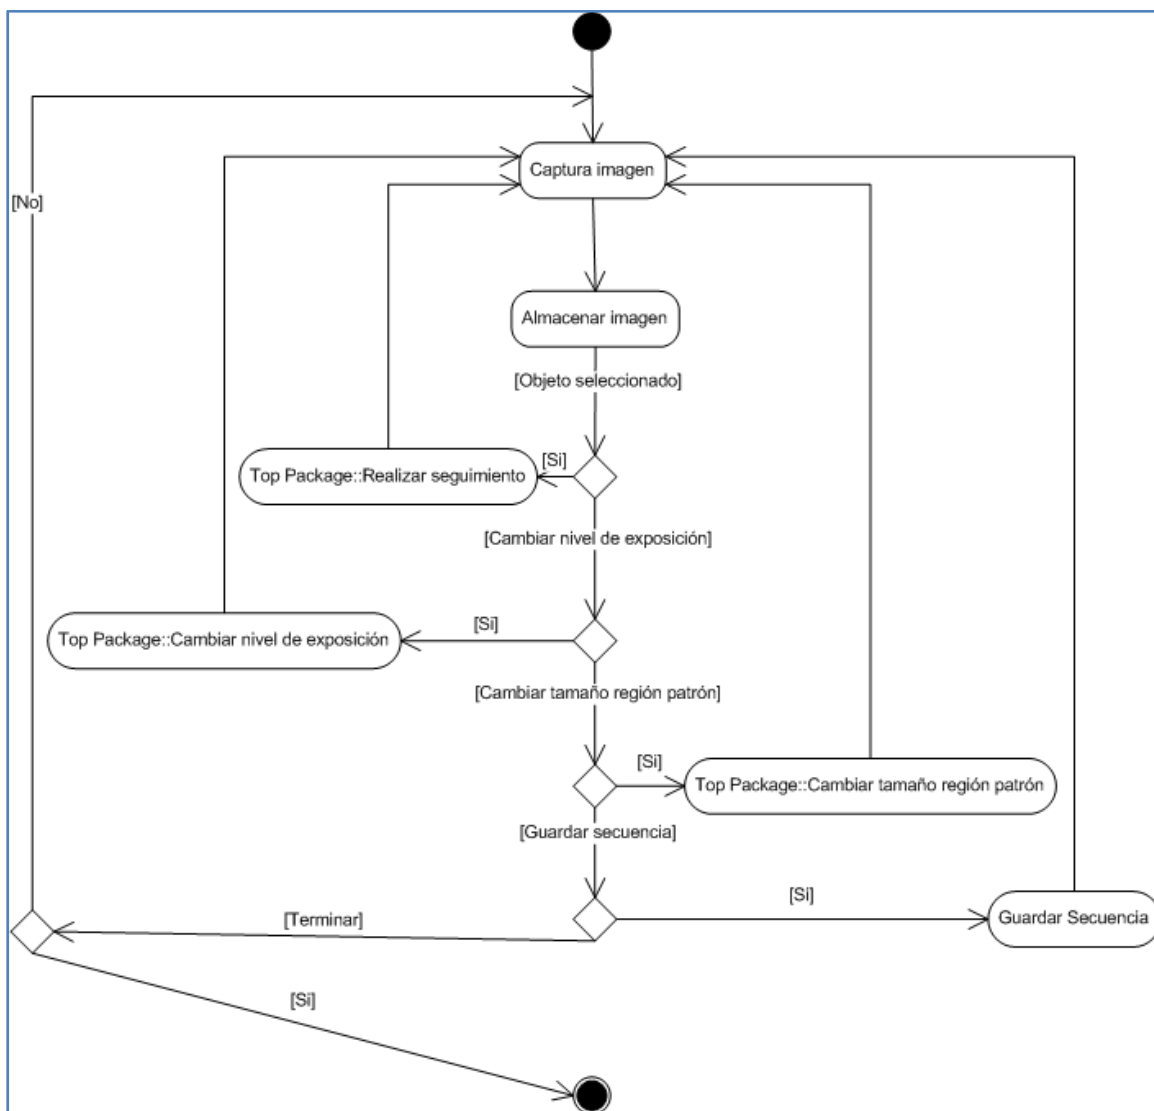 Captura imagen
[No]
Almacenar imagen
[Objeto seleccionado]
[Si]
Top Package::Realizar seguimiento
[Cambiar nivel de exposición]
[Si]
Top Package::Cambiar nivel de exposición
[Cambiar tamaño región patrón]
[Si]
Top Package::Cambiar tamaño región patrón
[Guardar secuencia]
[Si]
[Terminar]
Guardar Secuencia
[Si]